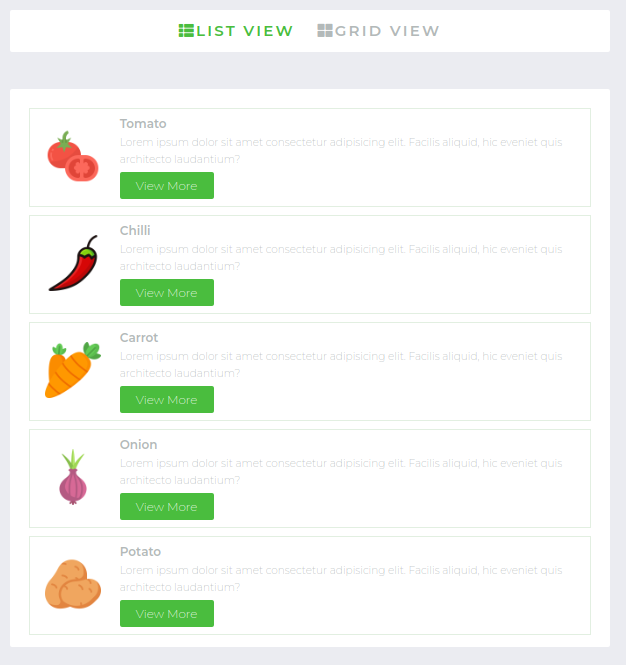 LIST VIEW
GRID VIEW
Tomato
Lorem ipsum dolor sit amet consectetur adipisicing elit. Facilis aliquid, hic eveniet quis
architecto laudantium?
View More
Chilli
Lorem ipsum dolor sit amet consectetur adipisicing elit. Facilis aliquid, hic eveniet quis
architecto laudantium?
View More
Carrot
Lorem ipsum dolor sit amet consectetur adipisicing elit. Facilis aliquid, hic eveniet quis
architecto laudantium?
View More
Onion
Lorem ipsum dolor sit amet consectetur adipisicing elit. Facilis aliquid, hic eveniet quis
architecto laudantium?
View More
Potato
Lorem ipsum dolor sit amet consectetur adipisicing elit. Facilis aliquid, hic eveniet quis
architecto laudantium?
View More